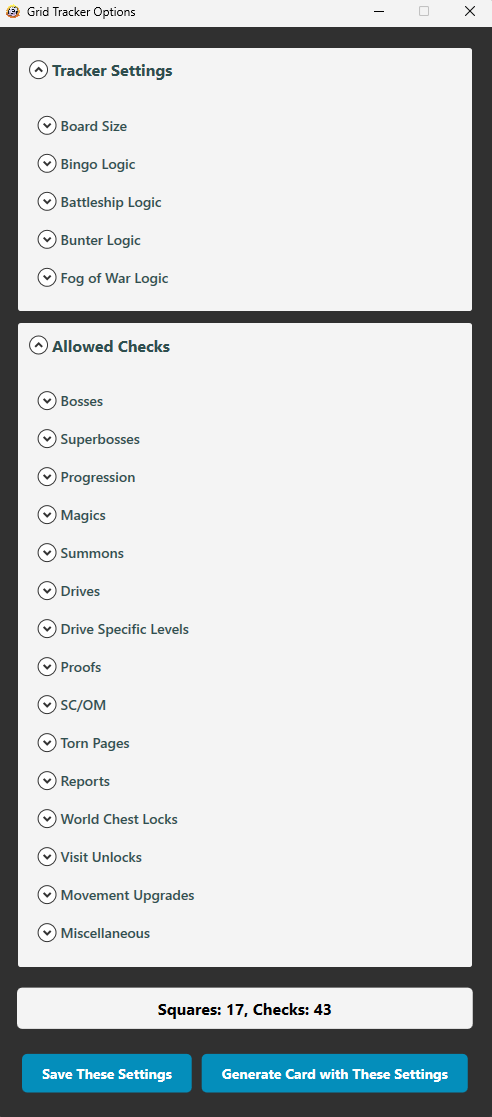 Grid Tracker Options
Tracker Settings
Board Size
Bingo Logic
Battleship Logic
Bunter Logic
Fog of War Logic
Allowed Checks
Bosses
Superbosses
Progression
Magics
Summons
Drives
Drive Specific Levels
Proofs
SC/OM
Torn Pages
Reports
World Chest Locks
Visit Unlocks
Movement Upgrades
Miscellaneous
Squares: 17, Checks: 43
Save These Settings
Generate Card with These Settings